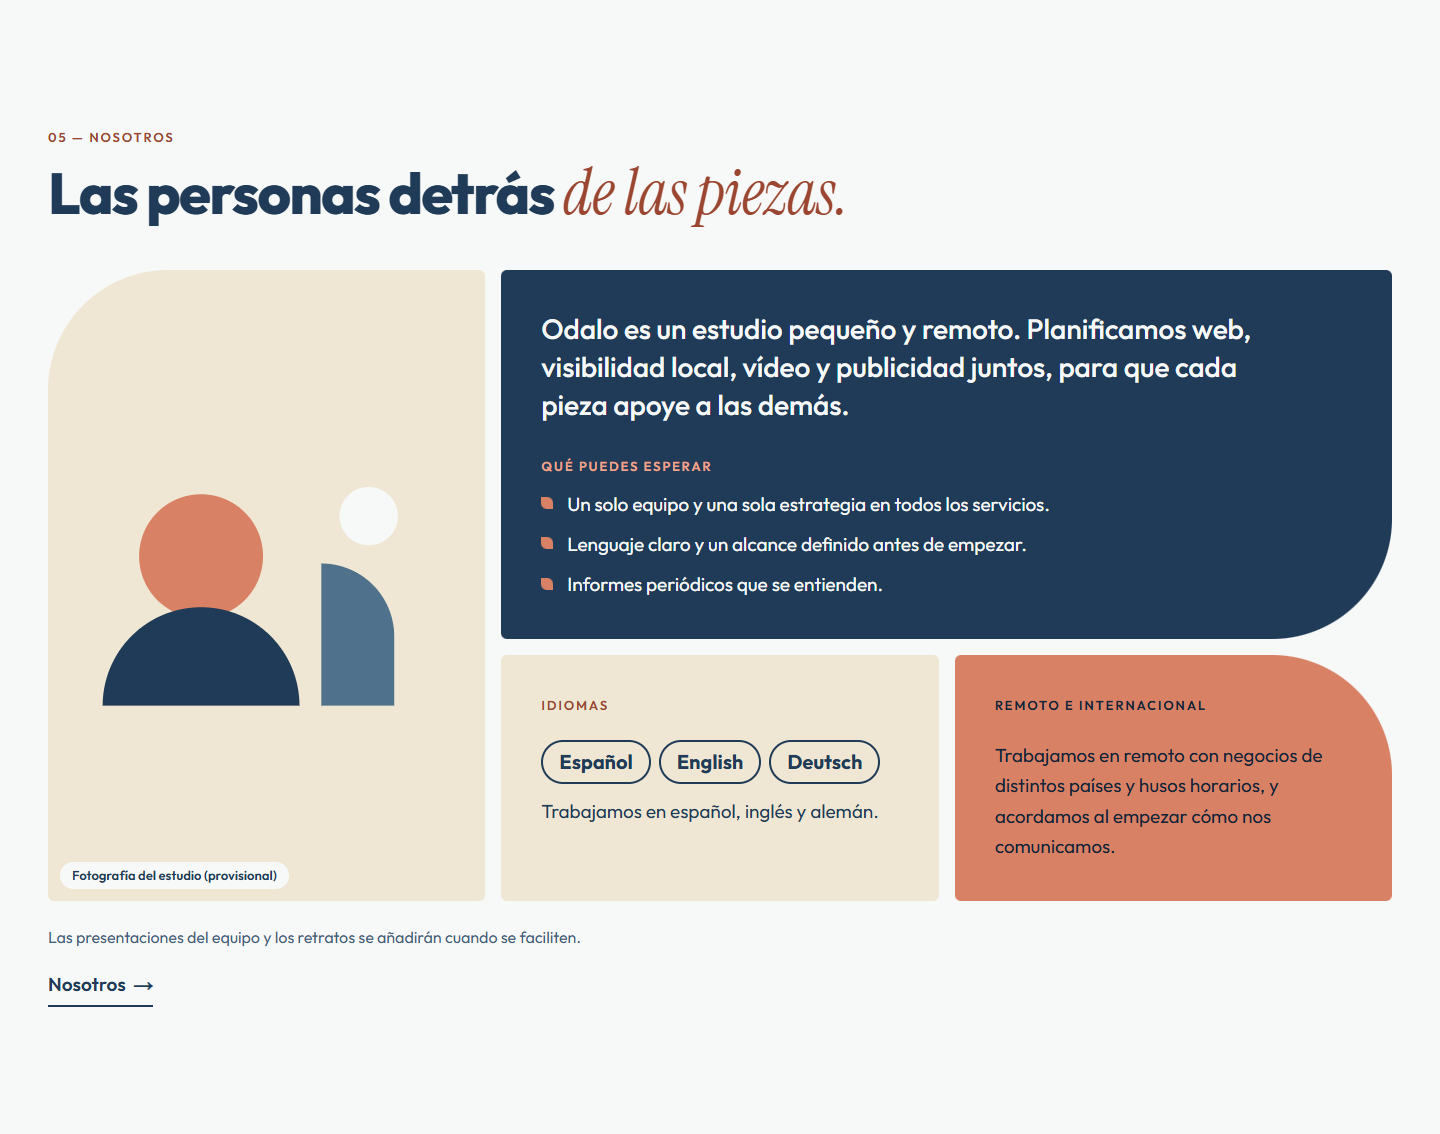 05 — NOSOTROS
Las personas detrás de las piezas.
Odalo es un estudio pequeño y remoto. Planificamos web,
visibilidad local, vídeo y publicidad juntos, para que cada
pieza apoye a las demás.
QUÉ PUEDES ESPERAR
Un solo equipo y una sola estrategia en todos los servicios.
Lenguaje claro y un alcance definido antes de empezar.
Informes periódicos que se entienden.
IDIOMAS
Español English Deutsch
Trabajamos en español, inglés y alemán.
REMOTO E INTERNACIONAL
Trabajamos en remoto con negocios de
distintos países y husos horarios, y
acordamos al empezar cómo nos
comunicamos.
Fotografía del estudio (provisional)
Las presentaciones del equipo y los retratos se añadirán cuando se faciliten.
Nosotros →